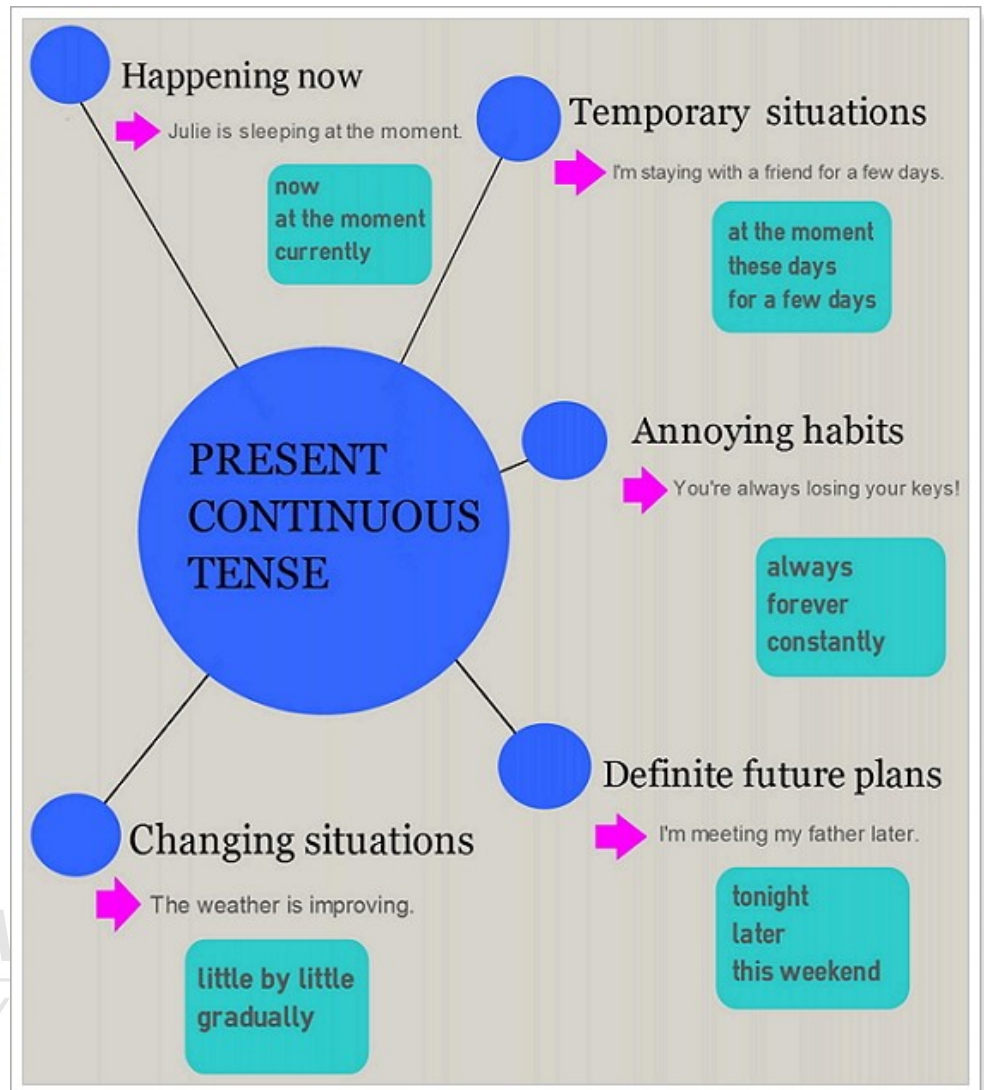 Happening now
Julie is sleeping at the moment.
now
at the moment
currently
Temporary situations
I'm staying with a friend for a few days.
at the moment
these days
for a few days
PRESENT
CONTINUOUS
TENSE
Annoying habits
You're always losing your keys!
always
forever
constantly
Definite future plans
I'm meeting my father later.
tonight
later
this weekend
Changing situations
The weather is improving.
little by little
gradually